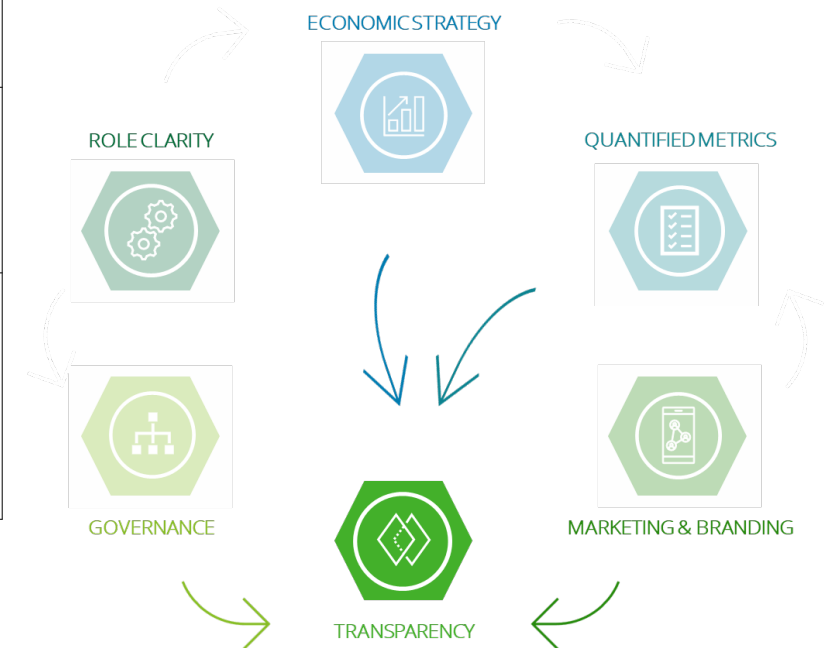 ECONOMIC STRATEGY
ROLE CLARITY
QUANTIFIED METRICS
GOVERNANCE
MARKETING & BRANDING
TRANSPARENCY